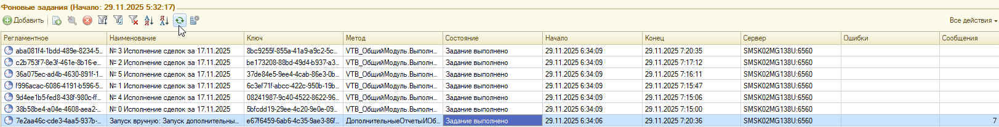 Фоновые задания (Начало: 29.11.2025 5:32:17)
Добавить Все действия
Регламентное Наименование Ключ Метод Состояние Начало Конец Сервер Ошибки Сообщения
aba081f4-1bdd-489e-8234-5... № 3 Исполнение сделок за 17.11.2025 8bc9255f-855a-41a9-a9c2-5c... VTB_ОбщийМодуль.Выполн... Задание выполнено 29.11.2025 6:34:09 29.11.2025 7:20:35 SMSK02MG138U:6560
c2b753f7-8e3f-461e-8b16-e... № 2 Исполнение сделок за 17.11.2025 be173208-88bd-49d4-b937-a3... VTB_ОбщийМодуль.Выполн... Задание выполнено 29.11.2025 6:34:09 29.11.2025 7:17:12 SMSK02MG138U:6560
36a075ec-ad4b-4630-891f-1... № 5 Исполнение сделок за 17.11.2025 37de84e5-9ee4-4cab-86e3-0b... VTB_ОбщийМодуль.Выполн... Задание выполнено 29.11.2025 6:34:09 29.11.2025 7:16:11 SMSK02MG138U:6560
f996acac-6086-4191-b596-5... № 1 Исполнение сделок за 17.11.2025 6c3ef71f-abcc-422c-950b-19b... VTB_ОбщийМодуль.Выполн... Задание выполнено 29.11.2025 6:34:09 29.11.2025 7:15:47 SMSK02MG138U:6560
9d4ee1b5-fed8-438f-980c-ff... № 4 Исполнение сделок за 17.11.2025 08241987-9c40-4522-8622-96... VTB_ОбщийМодуль.Выполн... Задание выполнено 29.11.2025 6:34:09 29.11.2025 7:15:06 SMSK02MG138U:6560
38b58be4-a04e-4608-aea2-... № 0 Исполнение сделок за 17.11.2025 5bfcdd19-29ee-4c20-9e0e-09... VTB_ОбщийМодуль.Выполн... Задание выполнено 29.11.2025 6:34:09 29.11.2025 7:15:00 SMSK02MG138U:6560
7e2aa46c-cde3-4aa5-937b-... Запуск вручную: Запуск дополнительны... e67f6459-6ab6-4c35-9ae3-86f... ДополнительныеОтчетыИОб... Задание выполнено 29.11.2025 6:34:06 29.11.2025 7:20:36 SMSK02MG138U:6560 7